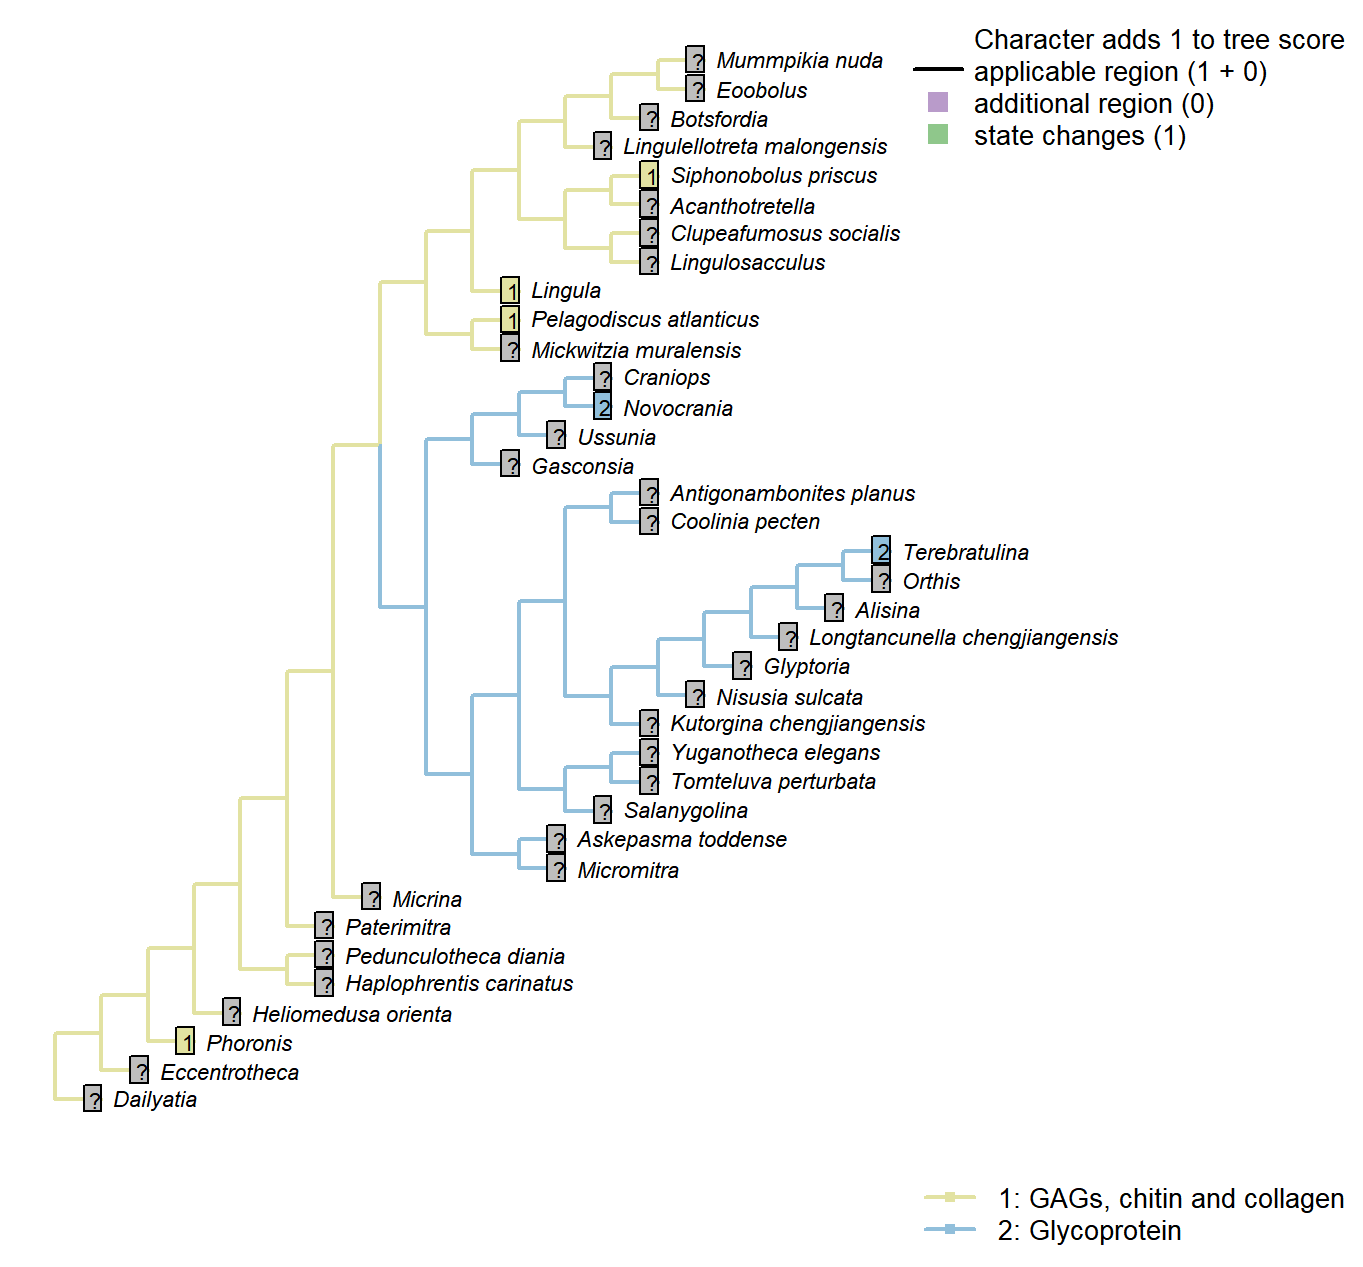 Character adds 1 to tree score
applicable region (1 + 0)
additional region (0)
state changes (1)
? Mummpikia nuda
? Eoobolus
? Botsfordia
? Lingulellotreta malongensis
1 Siphonobolus priscus
? Acanthotretella
? Clupeafumosus socialis
? Lingulosacculus
1 Lingula
1 Pelagodiscus atlanticus
? Mickwitzia muralensis
? Craniops
2 Novocrania
? Ussunia
? Gasconsia
? Antigonambonites planus
? Coolinia pecten
2 Terebratulina
? Orthis
? Alisina
? Longtancunella chengjiangensis
? Glyptoria
? Nisusia sulcata
? Kutorgina chengjiangensis
? Yuganotheca elegans
? Tomteluva perturbata
? Salanygolina
? Askepasma toddense
? Micromitra
? Micrina
? Paterimitra
? Pedunculotheca diania
? Haplophrentis carinatus
? Heliomedusa orienta
1 Phoronis
? Eccentrotheca
? Dailyatia
1: GAGs, chitin and collagen
2: Glycoprotein